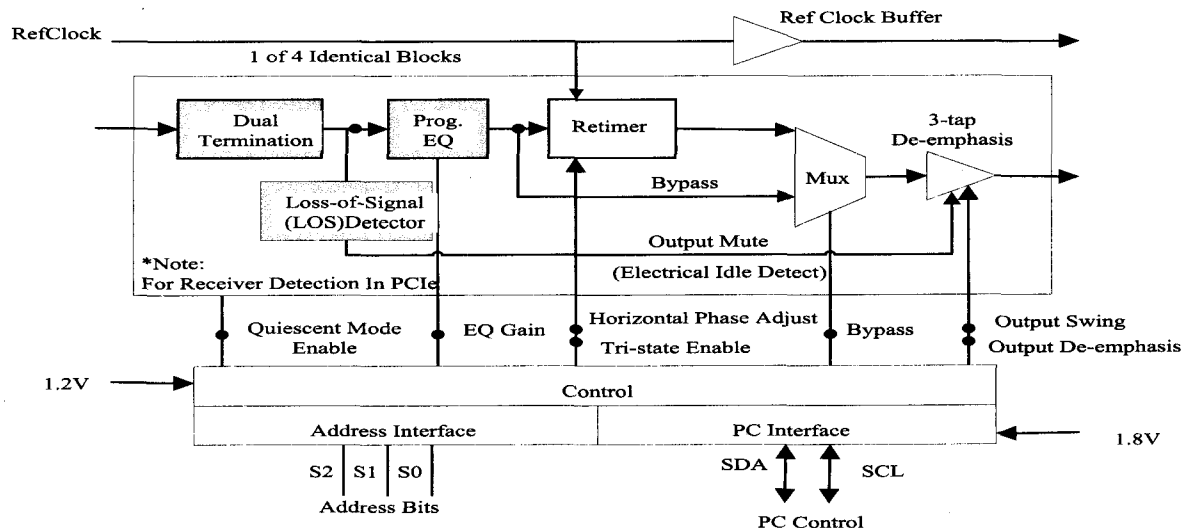 Ref Clock Buffer
RefClock
1 of 4 Identical Blocks
Dual
Termination
Prog.
EQ
Retimer
3-tap
De-emphasis
Bypass
Mux
Loss-of-Signal
(LOS)Detector
Output Mute
(Electrical Idle Detect)
*Note:
For Receiver Detection In PCIe
Quiescent Mode
Enable
EQ Gain
Horizontal Phase Adjust
Tri-state Enable
Bypass
Output Swing
Output De-emphasis
1.2V
Control
Address Interface
PC Interface
1.8V
S2
S1
S0
SDA
SCL
Address Bits
PC Control